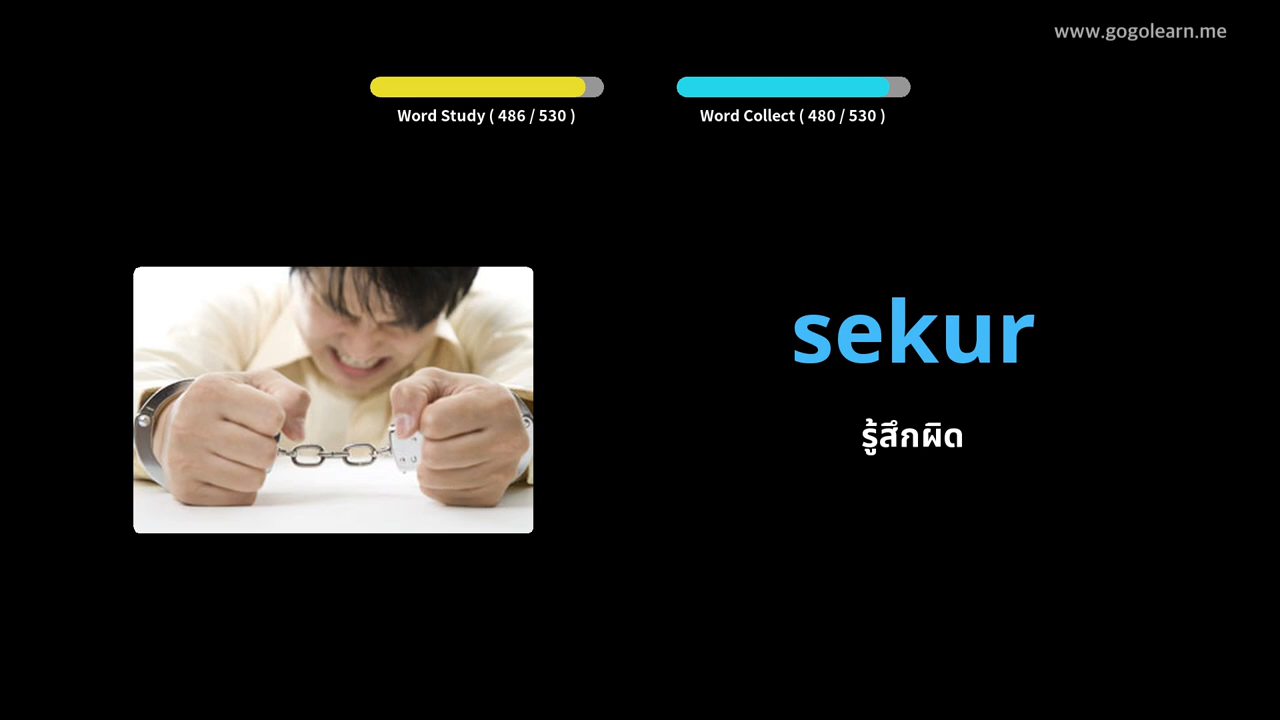 www.gogolearn.me
Word Study ( 486 / 530 )
Word Collect ( 480 / 530 )
sekur
รู้สึกผิด